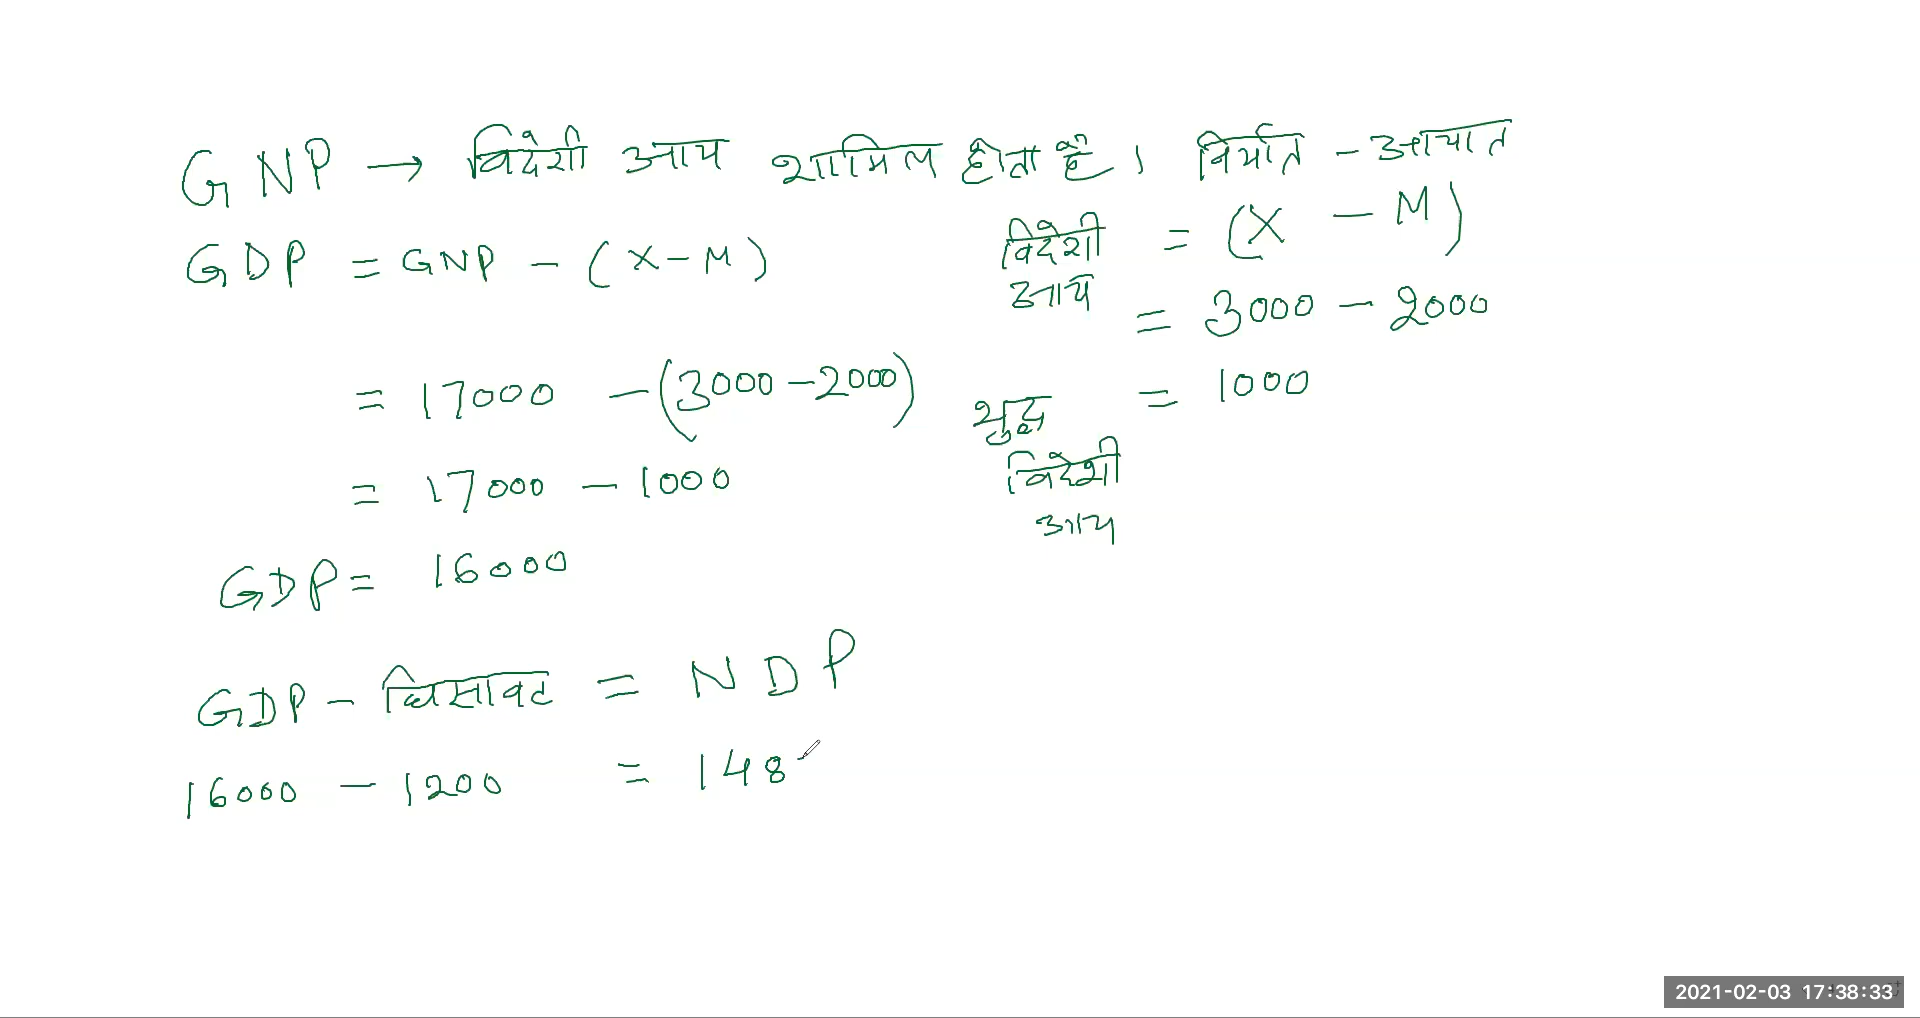 GNP → विदेशी आय शामिल होता है। निर्यात - आयात
विदेशी आय = (X - M)
GDP = GNP - (X - M)
= 3000 - 2000
= 17000 - (3000 - 2000)
शुद्ध विदेशी आय = 1000
= 17000 - 1000
GDP = 16000
GDP - घिसावट = NDP
16000 - 1200 = 148
2021-02-03 17:38:33